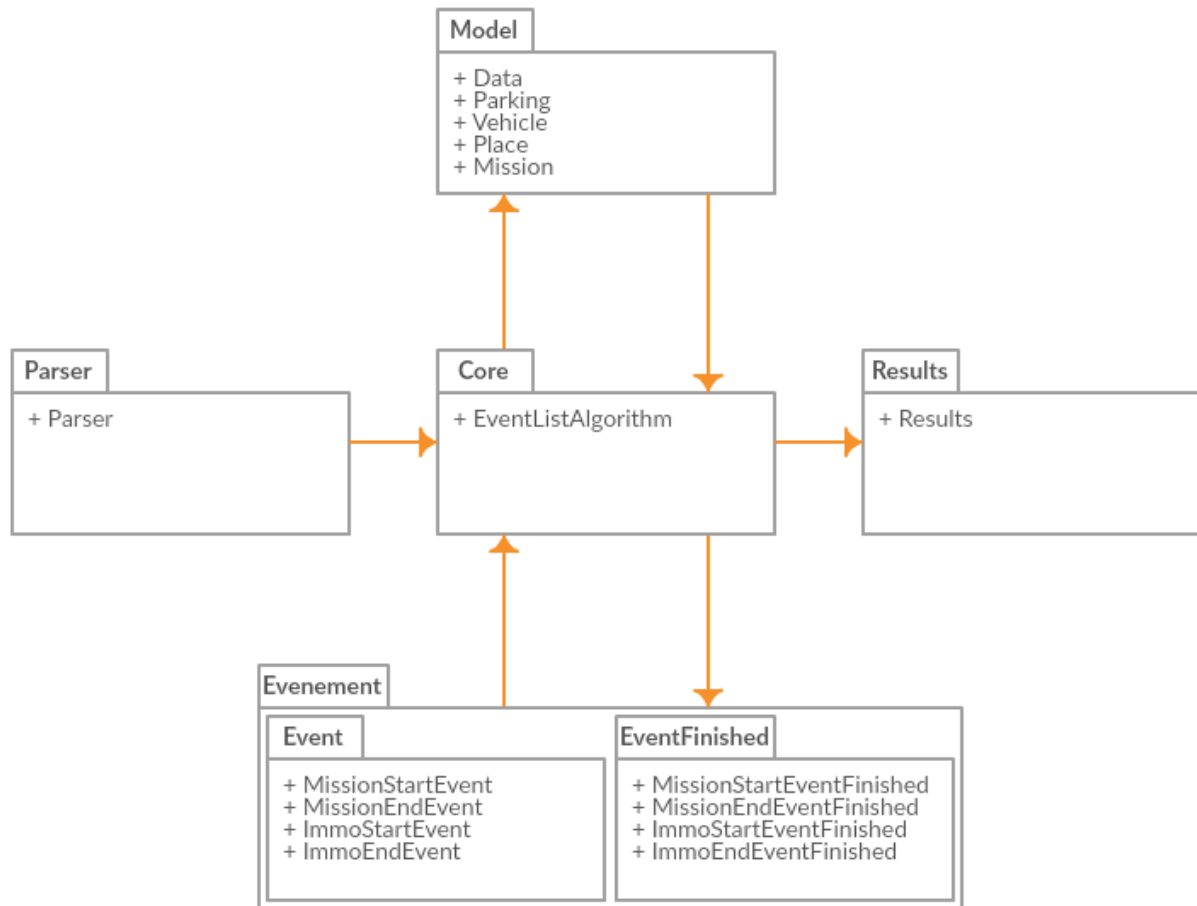 Model
+ Data
+ Parking
+ Vehicle
+ Place
+ Mission
Parser
+ Parser
Core
+ EventListAlgorithm
Results
+ Results
Evenement
Event
+ MissionStartEvent
+ MissionEndEvent
+ ImmoStartEvent
+ ImmoEndEvent
EventFinished
+ MissionStartEventFinished
+ MissionEndEventFinished
+ ImmoStartEventFinished
+ ImmoEndEventFinished